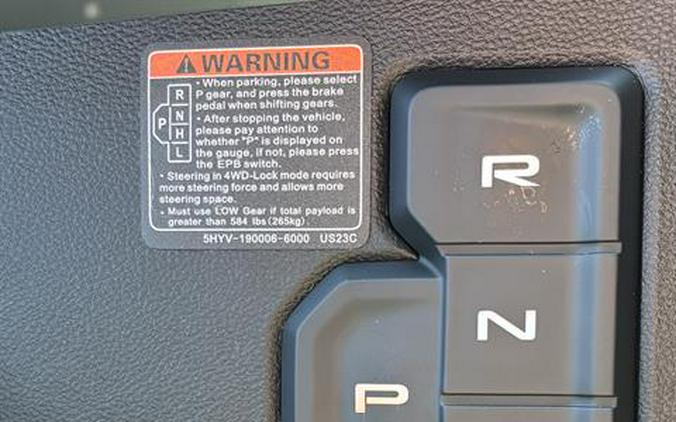 WARNING
• When parking, please select
P gear, and press the brake
pedal when shifting gears.
• After stopping the vehicle,
please pay attention to
whether "P" is displayed on
the gauge, if not, please press
the EPB switch.
• Steering in 4WD-Lock mode requires
more steering force and allows more
steering space.
• Must use LOW Gear if total payload is
greater than 584 lbs(265kg).
5HYV-190006-6000 US23C
R
N
P
H
L
R
N
P